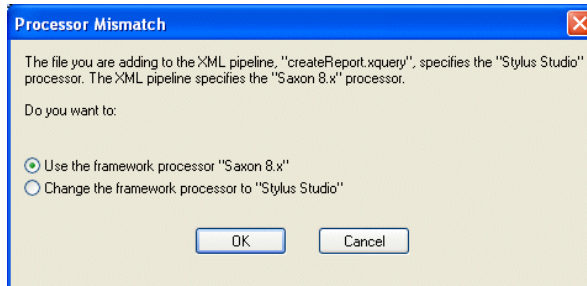 Processor Mismatch
The file you are adding to the XML pipeline, "createReport.xquery", specifies the "Stylus Studio"
processor. The XML pipeline specifies the "Saxon 8.x" processor.
Do you want to:
Use the framework processor "Saxon 8.x"
Change the framework processor to "Stylus Studio"
OK
Cancel